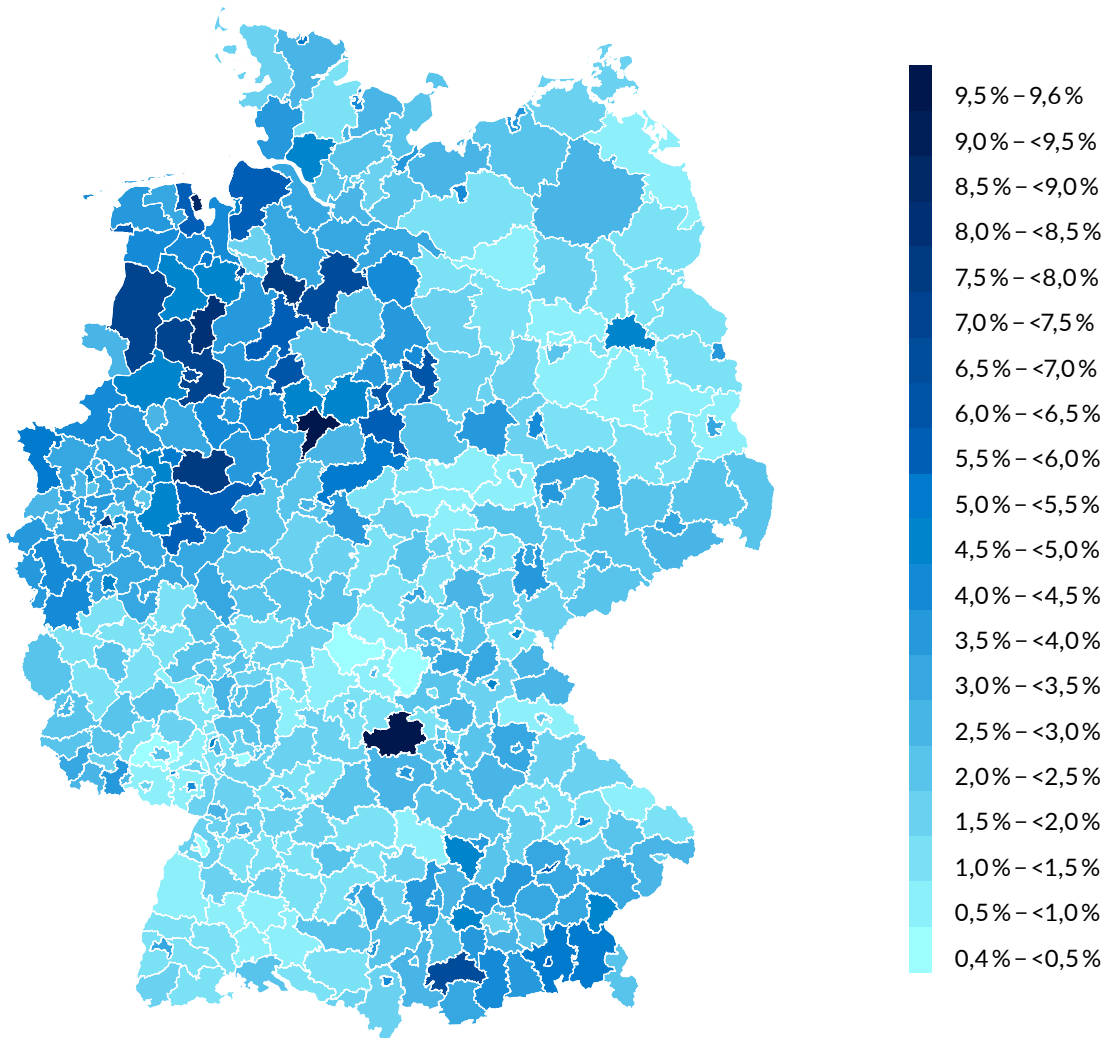 9,5 % – 9,6 %
9,0 % – <9,5 %
8,5 % – <9,0 %
8,0 % – <8,5 %
7,5 % – <8,0 %
7,0 % – <7,5 %
6,5 % – <7,0 %
6,0 % – <6,5 %
5,5 % – <6,0 %
5,0 % – <5,5 %
4,5 % – <5,0 %
4,0 % – <4,5 %
3,5 % – <4,0 %
3,0 % – <3,5 %
2,5 % – <3,0 %
2,0 % – <2,5 %
1,5 % – <2,0 %
1,0 % – <1,5 %
0,5 % – <1,0 %
0,4 % – <0,5 %